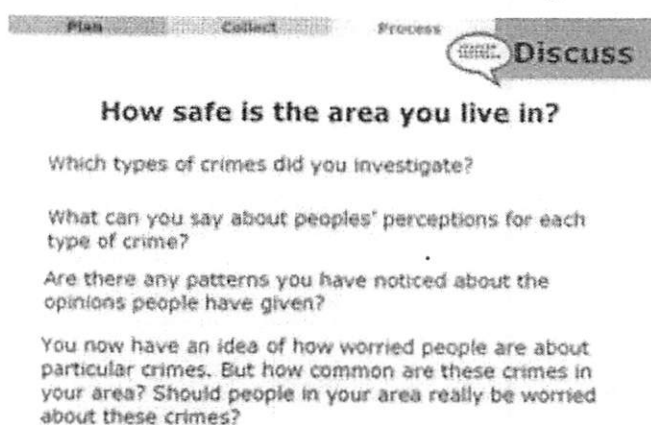 Plan Collect Process
Discuss
How safe is the area you live in?
Which types of crimes did you investigate?
What can you say about peoples' perceptions for each
type of crime?
Are there any patterns you have noticed about the
opinions people have given?
You now have an idea of how worried people are about
particular crimes. But how common are these crimes in
your area? Should people in your area really be worried
about these crimes?